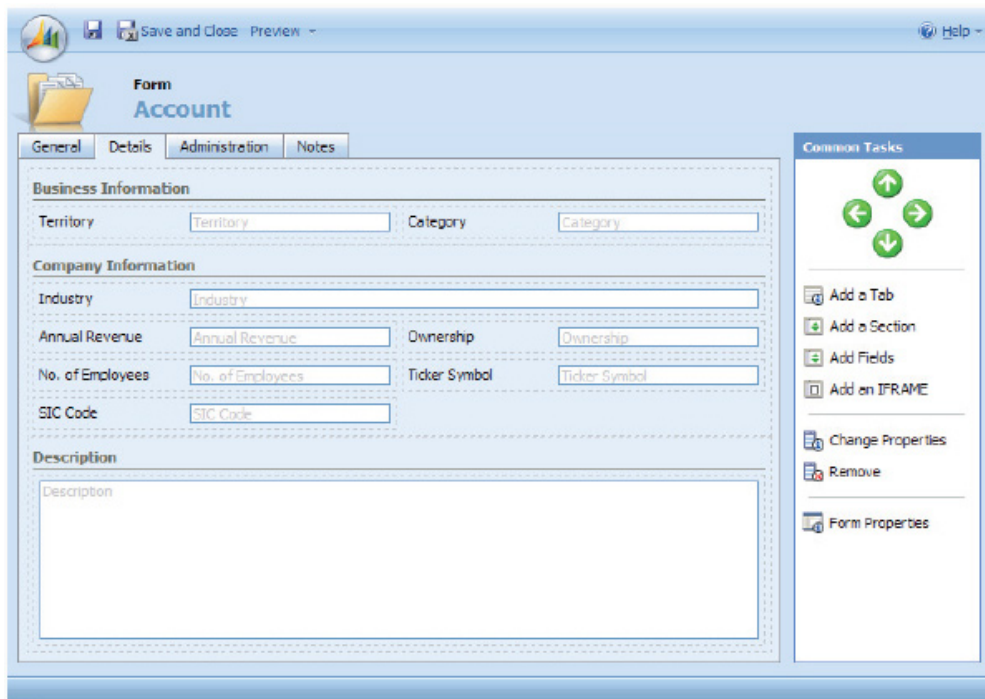 Save and Close Preview Help
Form
Account
General Details Administration Notes
Business Information
Territory Territory Category Category
Company Information
Industry Industry
Annual Revenue Annual Revenue Ownership Ownership
No. of Employees No. of Employees Ticker Symbol Ticker Symbol
SIC Code SIC Code
Description
Description
Common Tasks
Add a Tab
Add a Section
Add Fields
Add an IFRAME
Change Properties
Remove
Form Properties